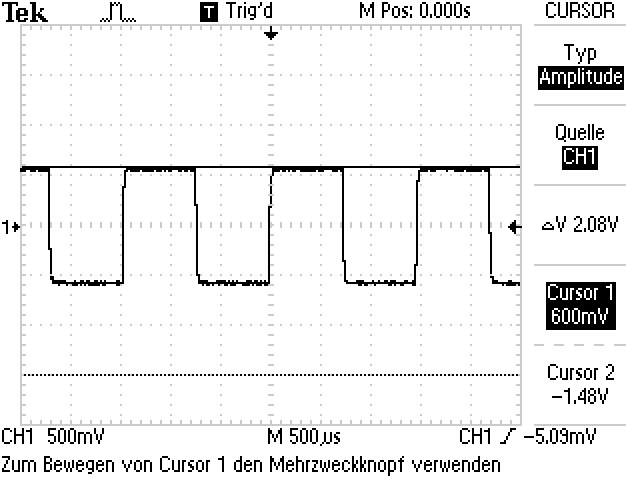 Tek
T Trig'd
M Pos: 0.000s
CURSOR
Typ
Amplitude
Quelle
CH1
△V 2.08V
Cursor 1
600mV
Cursor 2
-1.48V
1
CH1 500mV
M 500µs
CH1 -5.09mV
Zum Bewegen von Cursor 1 den Mehrzweckknopf verwenden